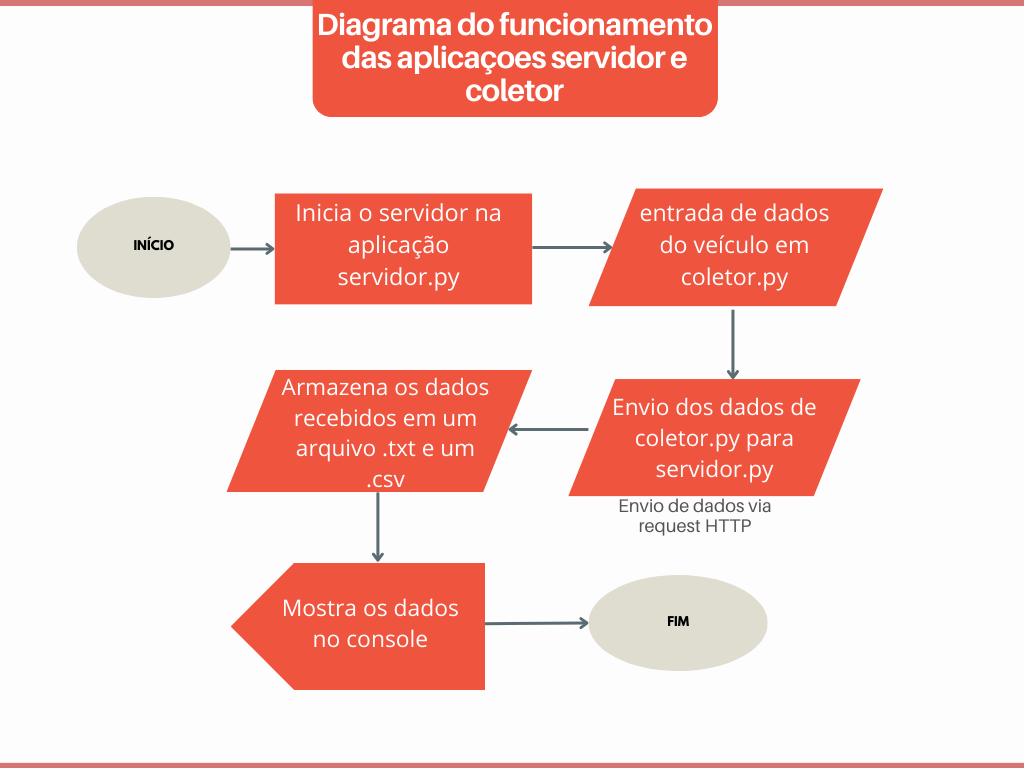 Diagrama do funcionamento
das aplicaçoes servidor e
coletor
INÍCIO
Inicia o servidor na
aplicação
servidor.py
entrada de dados
do veículo em
coletor.py
Envio dos dados de
coletor.py para
servidor.py
Envio de dados via
request HTTP
Armazena os dados
recebidos em um
arquivo .txt e um
.csv
Mostra os dados
no console
FIM